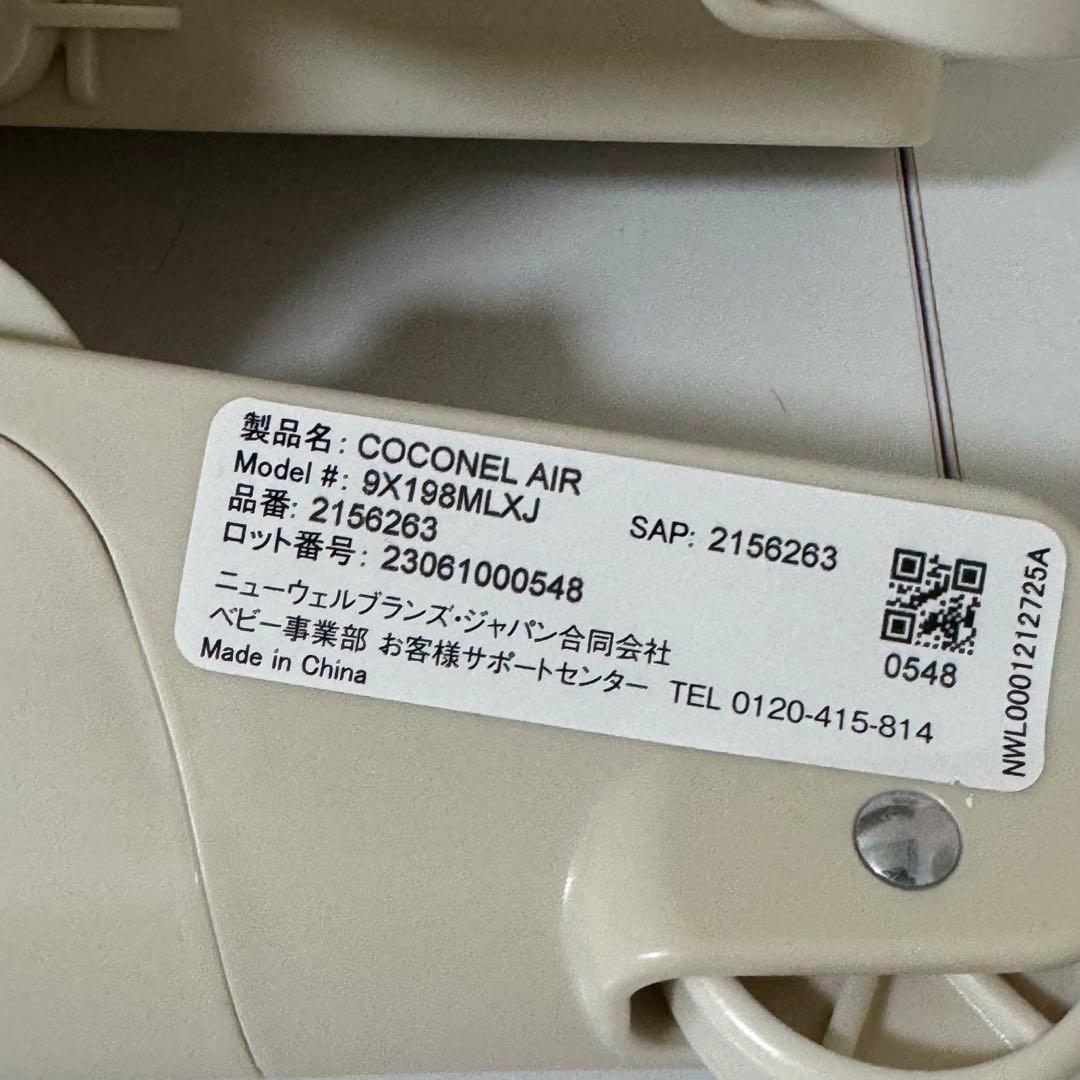 製品名: COCONEL AIR
Model #: 9X198MLXJ
品番: 2156263
SAP: 2156263
ロット番号: 23061000548
ニューウェルブランズ・ジャパン合同会社
ベビー事業部 お客様サポートセンター TEL 0120-415-814
Made in China
0548
NWL0001212725A